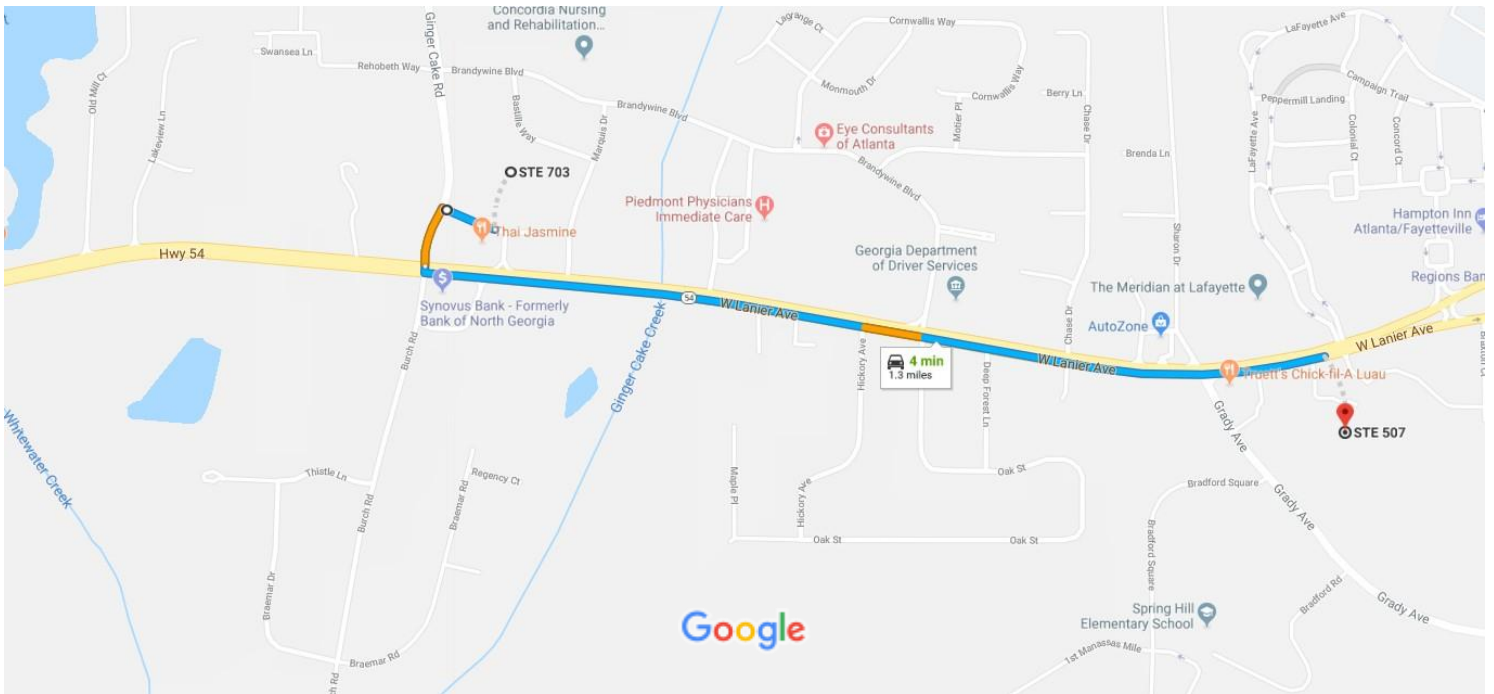 Concordia Nursing
and Rehabilitation...
Lagrange Ct
Cornwallis Way
LaFayette Ave
Swansea Ln
Rehobeth Way
Brandywine Blvd
Ginger Cake Rd
Old Mill Ct
Lakeview Ln
Bastille Way
Marquis Dr
Brandywine Blvd
Monmouth Dr
Cornwallis Way
Berry Ln
Chase Dr
Motier Pl
Peppermill Landing
Campaign Trail
LaFayette Ave
Colonial Ct
Concord Ct
Eye Consultants
of Atlanta
Brenda Ln
Brandywine Blvd
STE 703
Piedmont Physicians
Immediate Care
Thai Jasmine
Sharon Dr
Hampton Inn
Atlanta/Fayetteville
Hwy 54
Georgia Department
of Driver Services
Regions Ban
Synovus Bank - Formerly
Bank of North Georgia
54
W Lanier Ave
The Meridian at Lafayette
AutoZone
Chase Dr
W Lanier Ave
Burch Rd
Ginger Cake Creek
Hickory Ave
4 min
1.3 miles
Deep Forest Ln
W Lanier Ave
Truett's Chick-fil-A Luau
Grady Ave
STE 507
Whitewater Creek
Thistle Ln
Regency Ct
Burch Rd
Braemar Rd
Maple Pl
Hickory Ave
Oak St
Bradford Square
Grady Ave
Oak St
Oak St
Bradford Square
Braemar Dr
Bradford Rd
Grady Ave
Google
Spring Hill
Elementary School
Braemar Rd
1st Manassas Mile
rch Rd